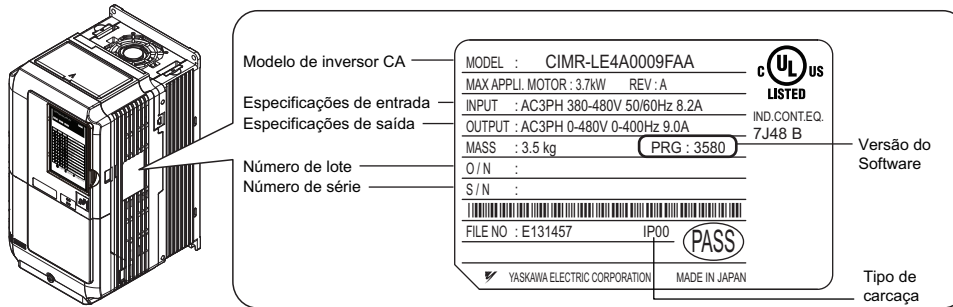 Modelo de inversor CA
Especificações de entrada
Especificações de saída
Número de lote
Número de série
MODEL : CIMR-LE4A0009FAA
MAX APPLI. MOTOR : 3.7kW REV : A
INPUT : AC3PH 380-480V 50/60Hz 8.2A
OUTPUT : AC3PH 0-480V 0-400Hz 9.0A
MASS : 3.5 kg PRG : 3580
O / N :
S / N :
FILE NO : E131457 IP00
PASS
YASKAWA ELECTRIC CORPORATION MADE IN JAPAN
C UL US
LISTED
IND.CONT.EQ.
7J48 B
Versão do
Software
Tipo de
carcaça